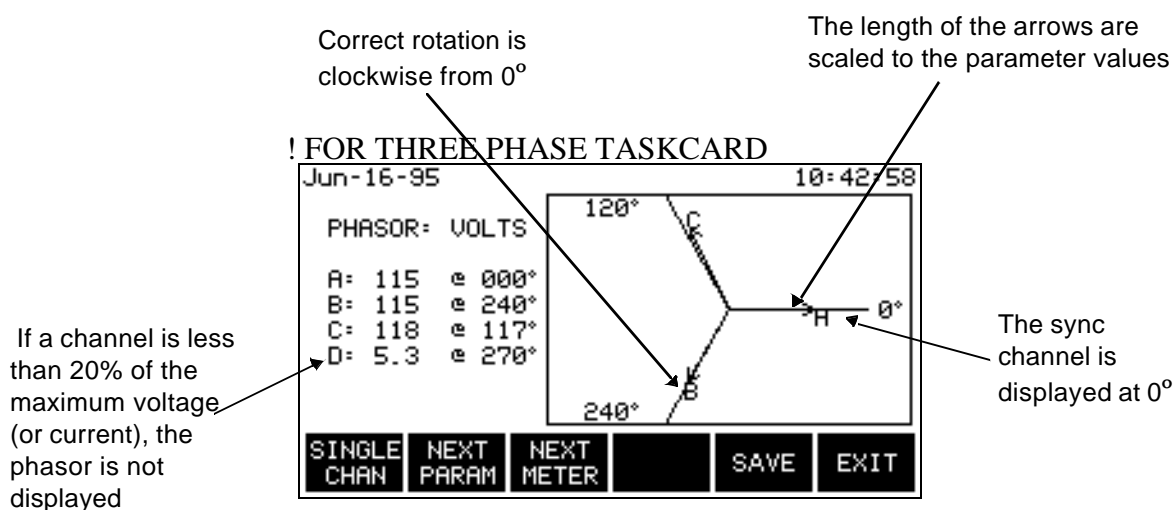 Correct rotation is
clockwise from 0°
The length of the arrows are
scaled to the parameter values
! FOR THREE PHASE TASKCARD
Jun-16-95 10:42:58
PHASOR: VOLTS
A: 115 @ 000°
B: 115 @ 240°
C: 118 @ 117°
D: 5.3 @ 270°
120°
C
A
0°
B
240°
If a channel is less
than 20% of the
maximum voltage
(or current), the
phasor is not
displayed
The sync
channel is
displayed at 0°
SINGLE CHAN
NEXT PARAM
NEXT METER
SAVE
EXIT